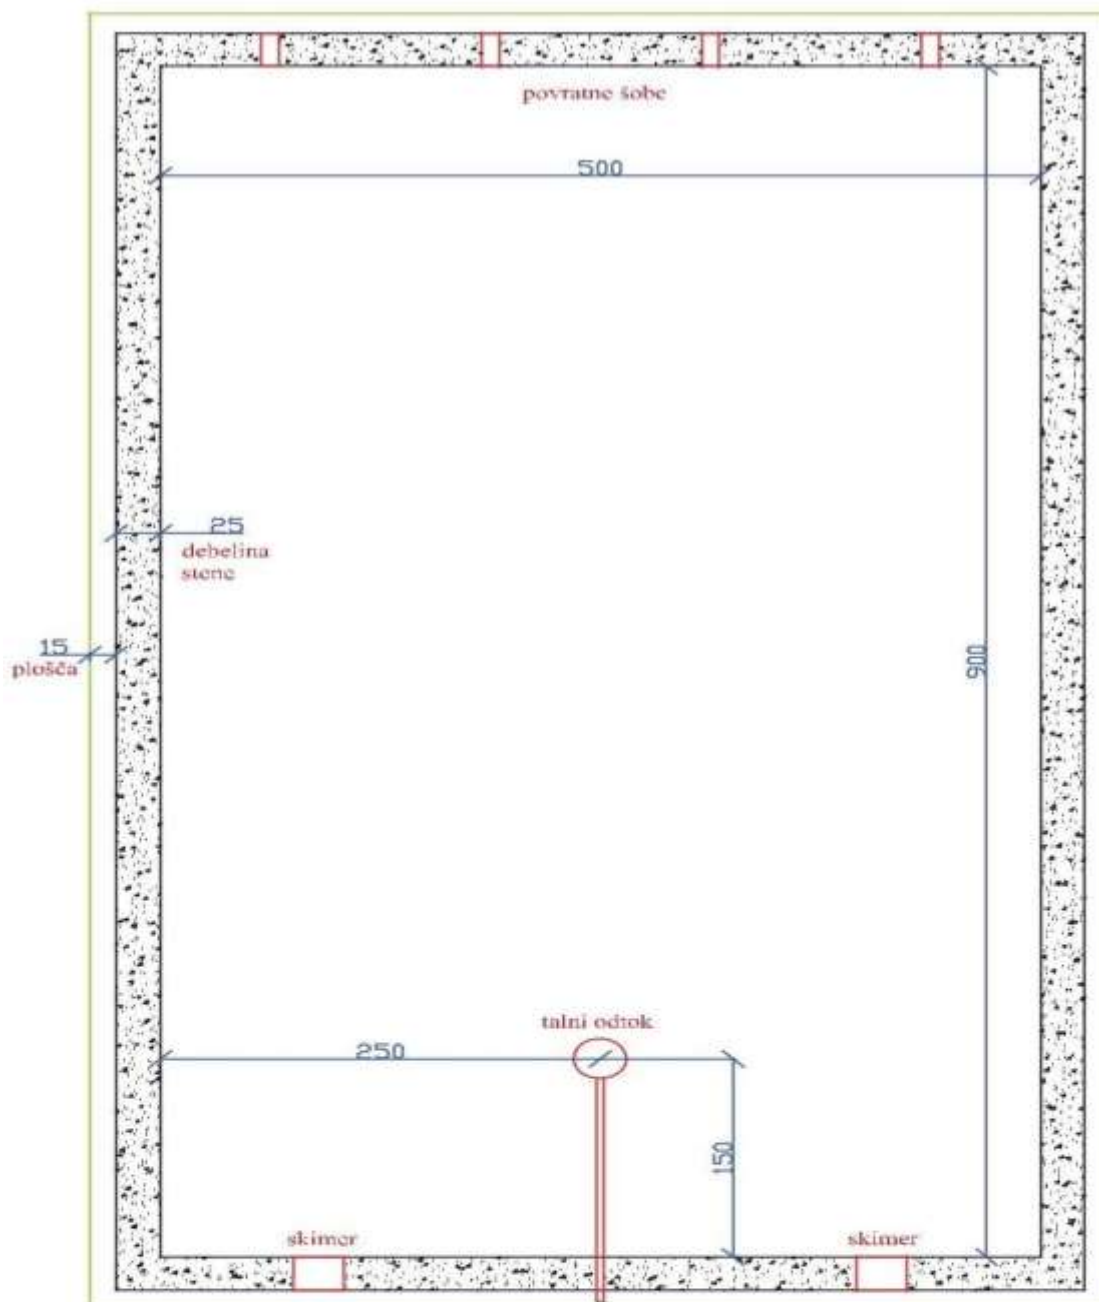 povratne šobe
500
25
debelina
stene
15
plošča
900
talni odtok
250
150
skimer
skimer